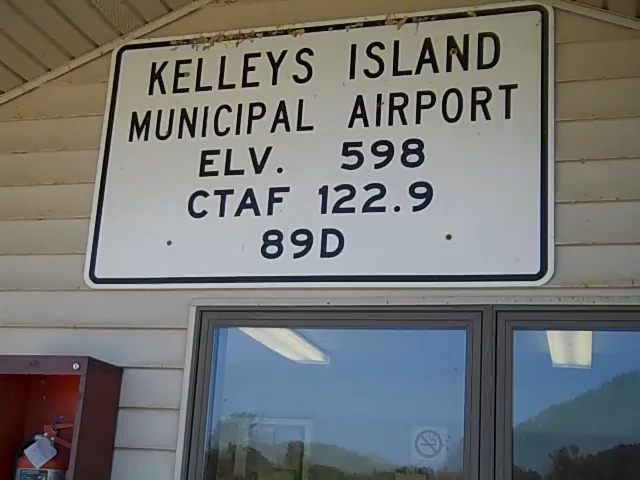 KELLEYS ISLAND
MUNICIPAL AIRPORT
ELV. 598
CTAF 122.9
89D